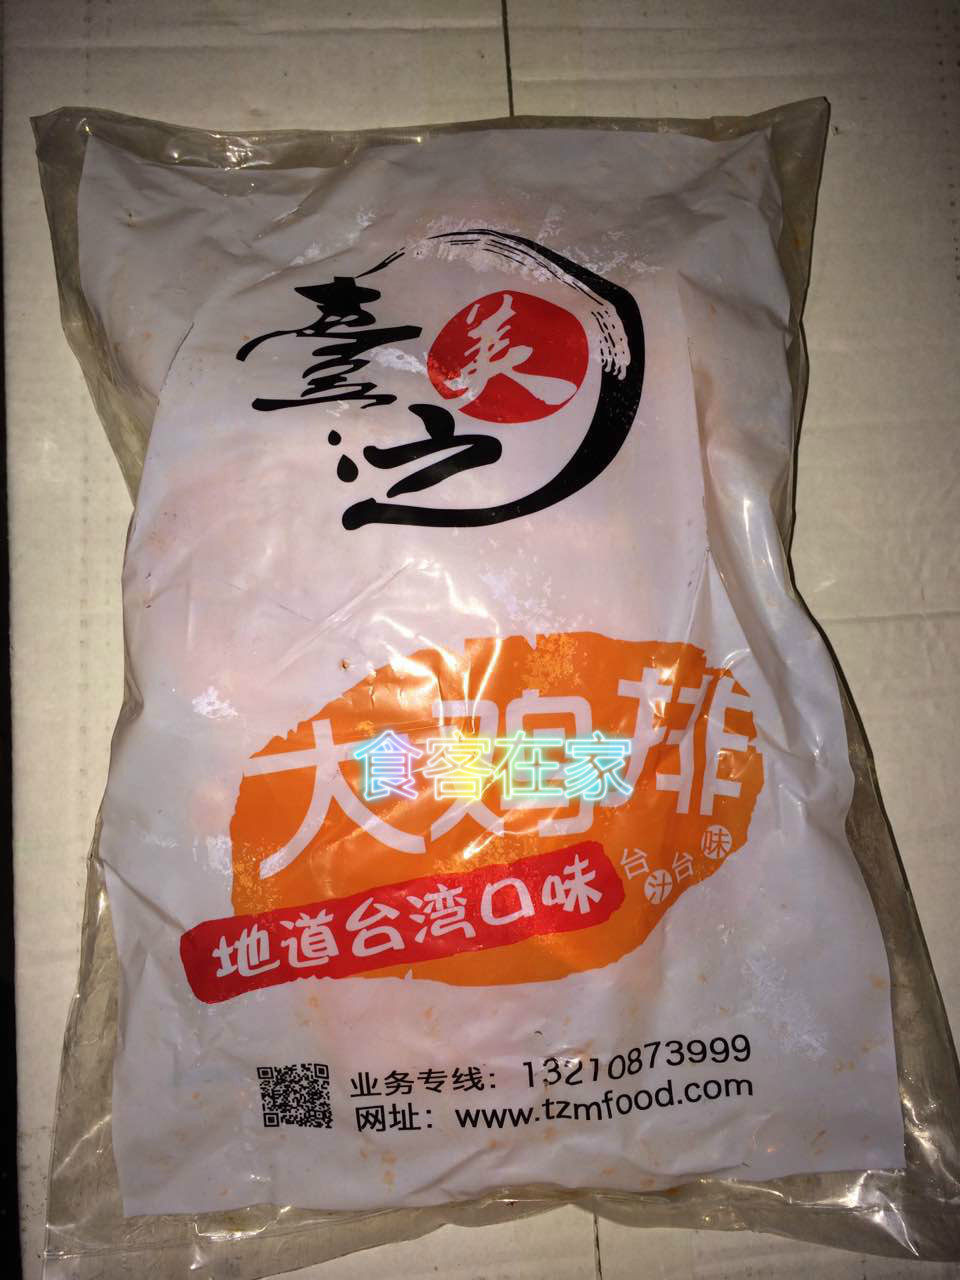 臺之美
大鸡排
食客在家
台汁台味
地道台湾口味
业务专线：13210873999
网址：www.tzmfood.com